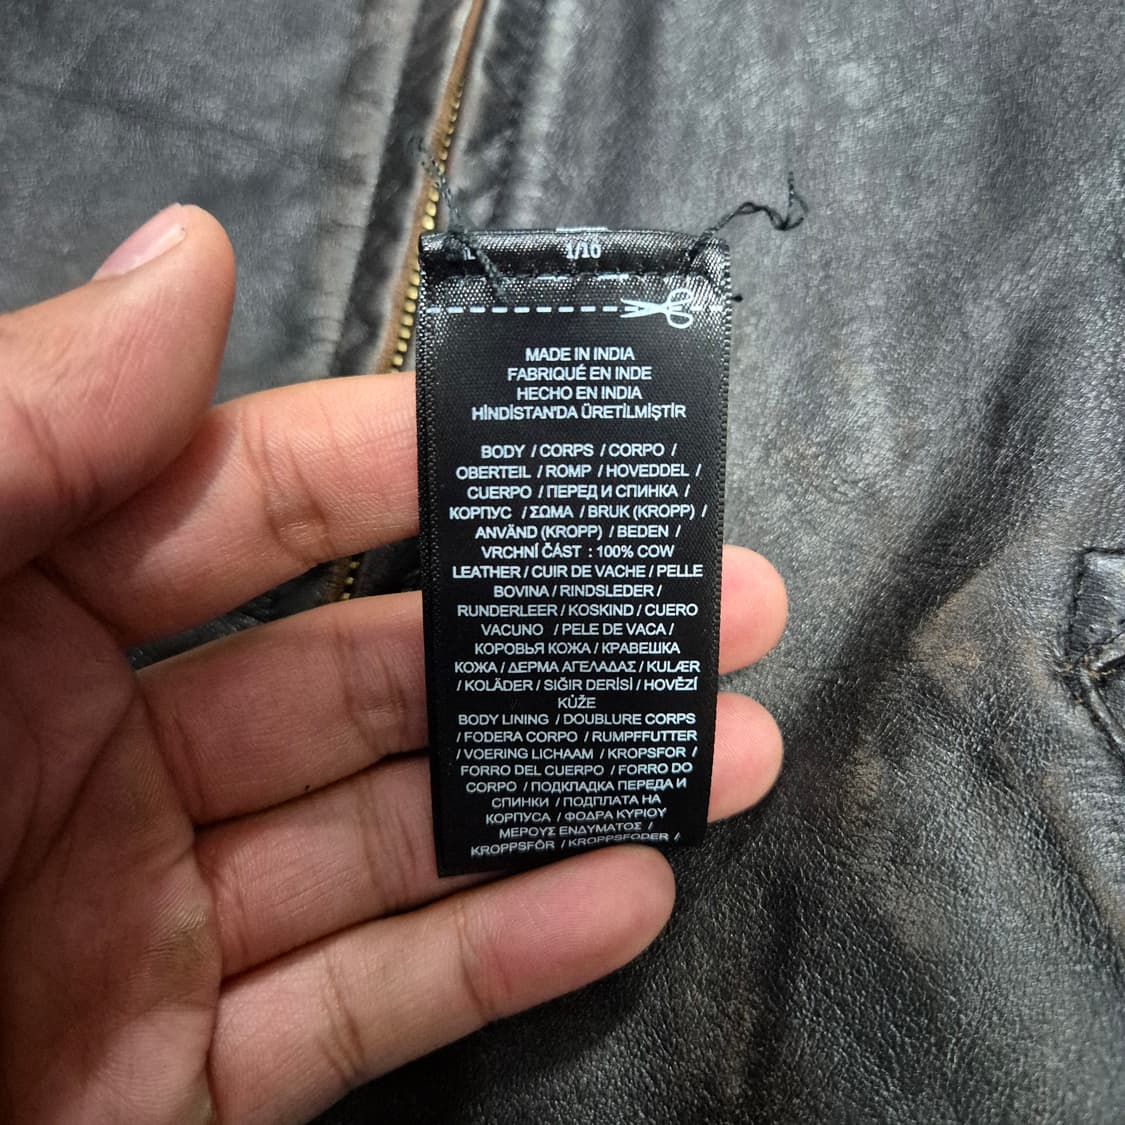 1/10
MADE IN INDIA
FABRIQUÉ EN INDE
HECHO EN INDIA
HİNDİSTAN'DA ÜRETİLMİŞTİR
BODY / CORPS / CORPO /
OBERTEIL / ROMP / HOVEDDEL /
CUERPO / ПЕРЕД И СПИНКА /
КОРПУС / ΣΩΜΑ / BRUK (KROPP) /
ANVÄND (KROPP) / BEDEN /
VRCHNÍ ČÁST : 100% COW
LEATHER / CUIR DE VACHE / PELLE
BOVINA / RINDSLEDER /
RUNDERLEER / KOSKIND / CUERO
VACUNO / PELE DE VACA /
КОРОВЬЯ КОЖА / КРАВЕШКА
КОЖА / ΔΕΡΜΑ ΑΓΕΛΑΔΑΣ / KULÆR
/ KOLÄDER / SIĞIR DERİSİ / HOVĚZÍ
KŮŽE
BODY LINING / DOUBLURE CORPS
/ FODERA CORPO / RUMPFFUTTER
/ VOERING LICHAAM / KROPSFOR /
FORRO DEL CUERPO / FORRO DO
CORPO / ПОДКЛАДКА ПЕРЕДА И
СПИНКИ / ПОДПЛАТА НА
КОРПУСА / ΦΟΔΡΑ ΚΥΡΙΟΥ
ΜΕΡΟΥΣ ΕΝΔΥΜΑΤΟΣ /
KROPPSFÔR / KROPPSFODER /